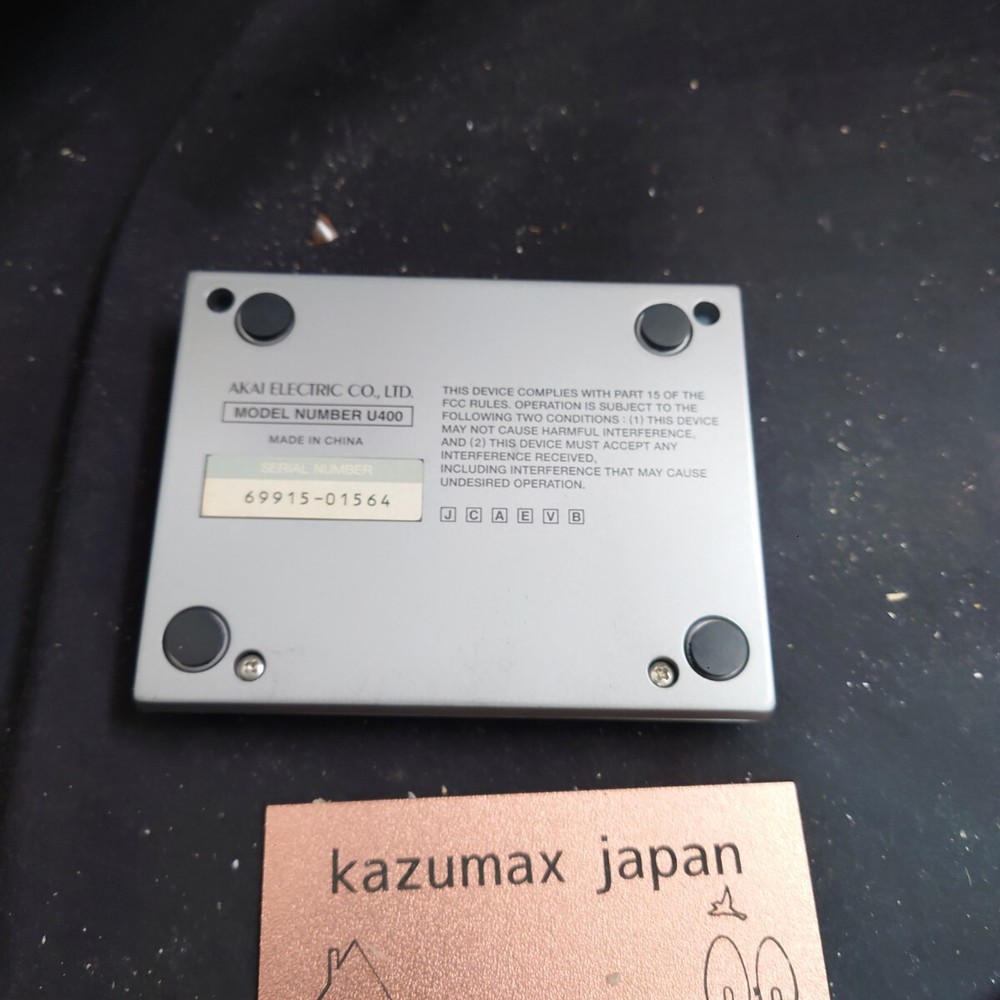 AKAI ELECTRIC CO., LTD.
MODEL NUMBER U400
MADE IN CHINA
SERIAL NUMBER
69915-01564
THIS DEVICE COMPLIES WITH PART 15 OF THE
FCC RULES. OPERATION IS SUBJECT TO THE
FOLLOWING TWO CONDITIONS : (1) THIS DEVICE
MAY NOT CAUSE HARMFUL INTERFERENCE,
AND (2) THIS DEVICE MUST ACCEPT ANY
INTERFERENCE RECEIVED,
INCLUDING INTERFERENCE THAT MAY CAUSE
UNDESIRED OPERATION.
J C A E V B
kazumax japan